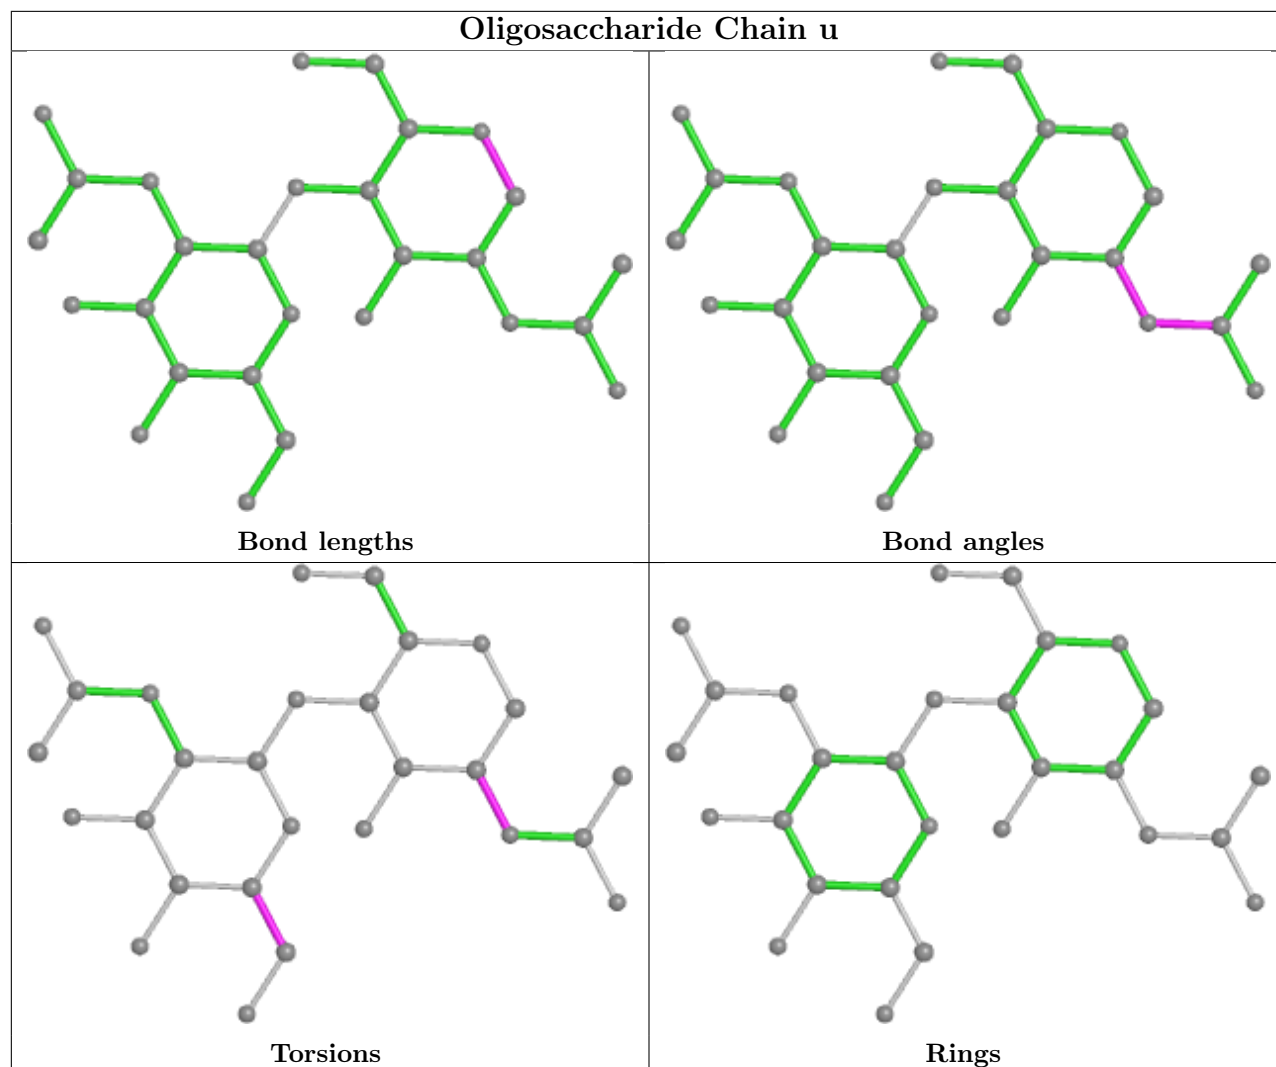 Oligosaccharide Chain u
Bond lengths
Bond angles
Torsions
Rings